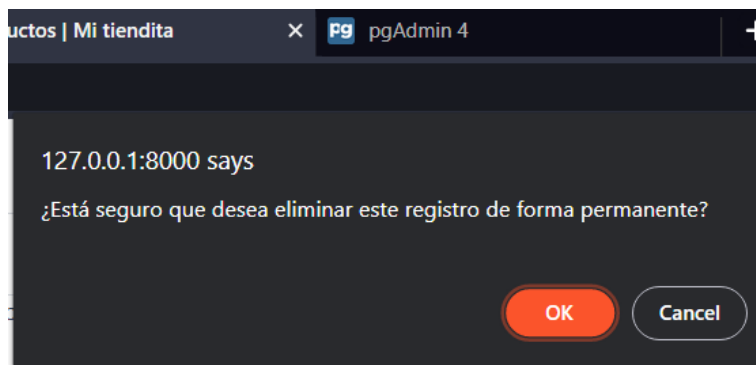 uctos | Mi tiendita
pgAdmin 4
127.0.0.1:8000 says
¿Está seguro que desea eliminar este registro de forma permanente?
OK
Cancel